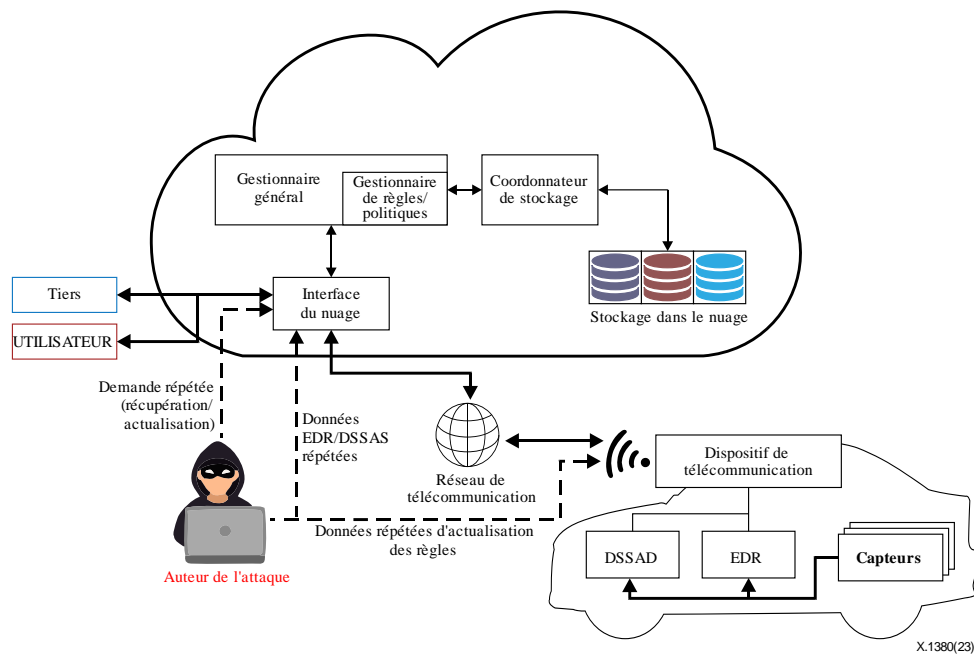 Gestionnaire
général
Gestionnaire
de règles/
politiques
Coordonnateur
de stockage
Tiers
UTILISATEUR
Interface
du nuage
Stockage dans le nuage
Demande répétée
(récupération/
actualisation)
Données
EDR/DSSAS
répétées
Réseau de
télécommunication
Dispositif de
télécommunication
Données répétées d'actualisation
des règles
DSSAD
EDR
Capteurs
Auteur de l'attaque
X.1380(23)